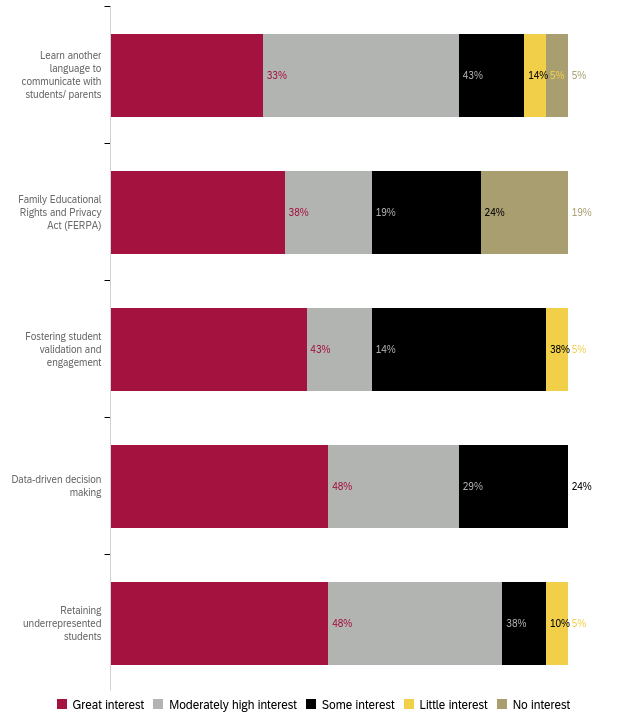 Learn another
language to
communicate with
students/ parents
33% 43% 14% 5% 5%
Family Educational
Rights and Privacy
Act (FERPA)
38% 19% 24% 19%
Fostering student
validation and
engagement
43% 14% 38% 5%
Data-driven decision
making
48% 29% 24%
Retaining
underrepresented
students
48% 38% 10% 5%
Great interest Moderately high interest Some interest Little interest No interest